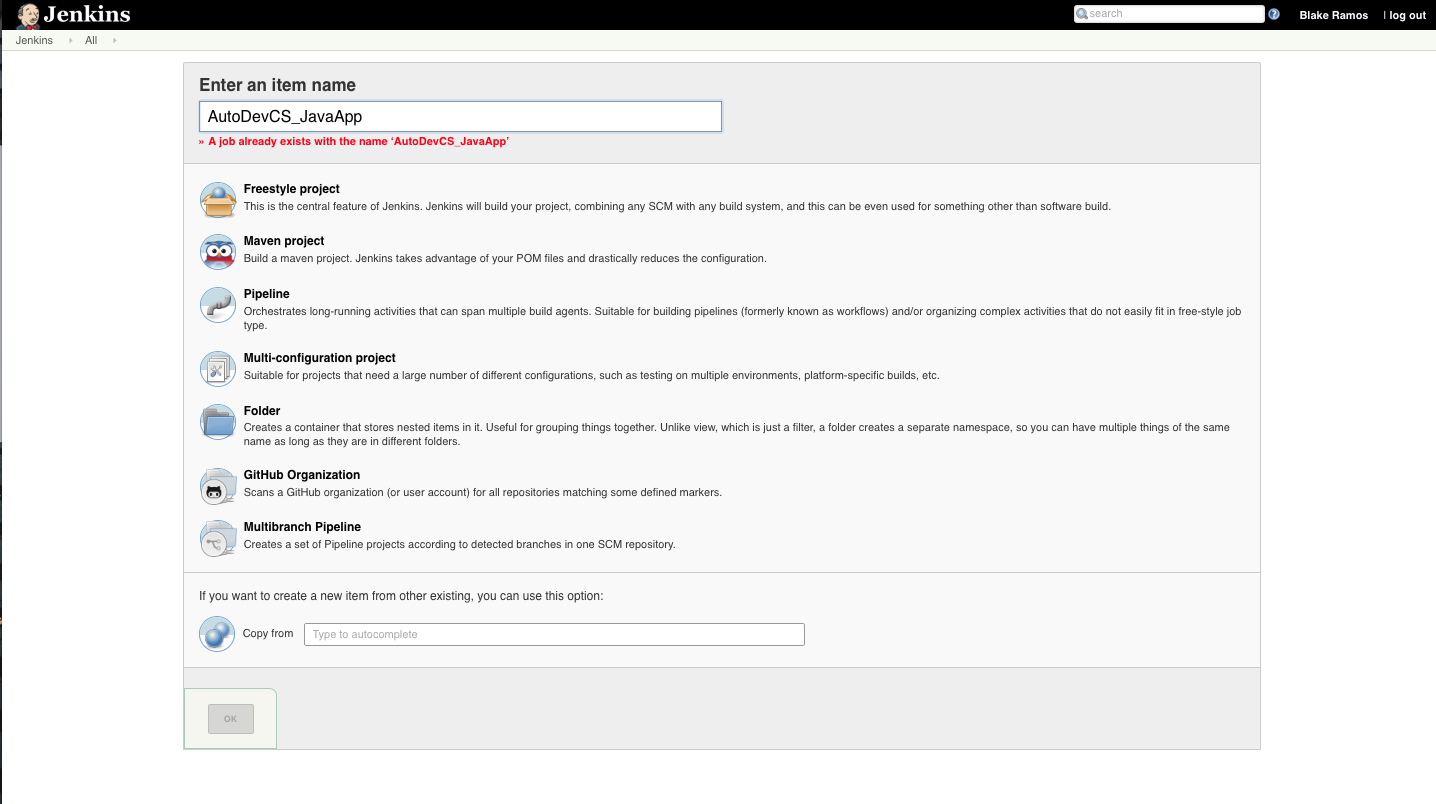 Jenkins
search
Blake Ramos
| log out
Jenkins
All
Enter an item name
AutoDevCS_JavaApp
» A job already exists with the name ‘AutoDevCS_JavaApp’
Freestyle project
This is the central feature of Jenkins. Jenkins will build your project, combining any SCM with any build system, and this can be even used for something other than software build.
Maven project
Build a maven project. Jenkins takes advantage of your POM files and drastically reduces the configuration.
Pipeline
Orchestrates long-running activities that can span multiple build agents. Suitable for building pipelines (formerly known as workflows) and/or organizing complex activities that do not easily fit in free-style job
type.
Multi-configuration project
Suitable for projects that need a large number of different configurations, such as testing on multiple environments, platform-specific builds, etc.
Folder
Creates a container that stores nested items in it. Useful for grouping things together. Unlike view, which is just a filter, a folder creates a separate namespace, so you can have multiple things of the same
name as long as they are in different folders.
GitHub Organization
Scans a GitHub organization (or user account) for all repositories matching some defined markers.
Multibranch Pipeline
Creates a set of Pipeline projects according to detected branches in one SCM repository.
If you want to create a new item from other existing, you can use this option:
Copy from
Type to autocomplete
OK